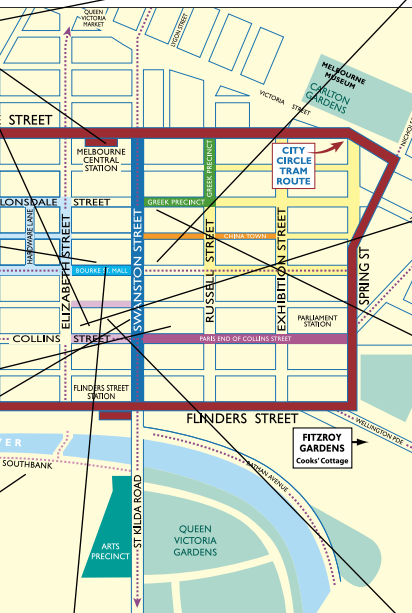 QUEEN
VICTORIA
MARKET
LYGON STREET
MELBOURNE
MUSEUM
CARLTON
GARDENS
VICTORIA STREET
STREET
MELBOURNE
CENTRAL
STATION
GREEK PRECINCT
CITY
CIRCLE
TRAM
ROUTE
LONSDALE STREET
GREEK PRECINCT
HARDWARE LANE
ELIZABETH STREET
SWANSTON STREET
RUSSELL STREET
EXHIBITION STREET
SPRING ST
CHINA TOWN
BOURKE ST. MALL
PARLIAMENT
STATION
COLLINS STREET
PARIS END OF COLLINS STREET
FLINDERS STREET
STATION
FLINDERS STREET
WELLINGTON PDE
FITZROY
GARDENS
Cooks' Cottage
SOUTHBANK
BATMAN AVENUE
ST KILDA ROAD
ARTS
PRECINCT
QUEEN
VICTORIA
GARDENS